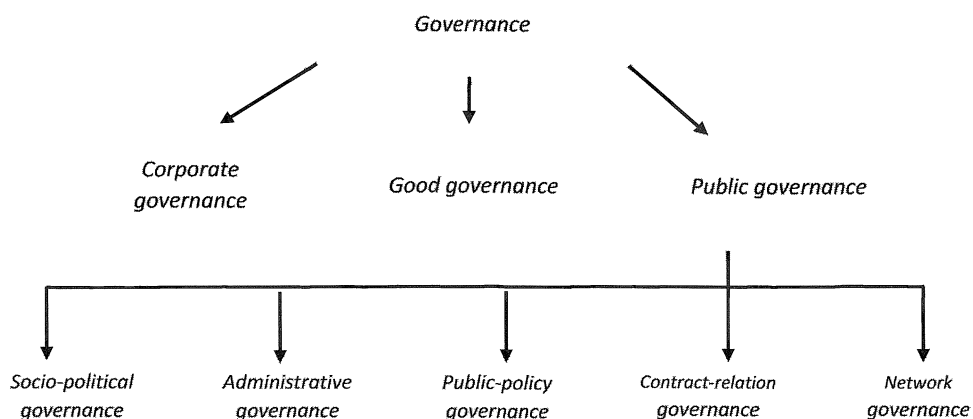 Governance
Corporate
governance
Good governance
Public governance
Socio-political
governance
Administrative
governance
Public-policy
governance
Contract-relation
governance
Network
governance